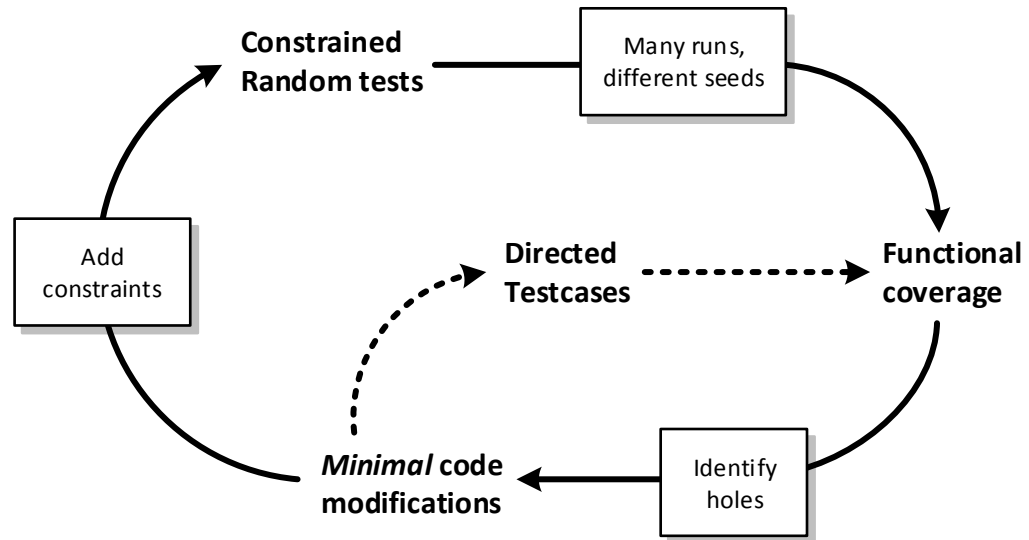 Constrained
Random tests
Many runs,
different seeds
Add
constraints
Directed
Testcases
Functional
coverage
Minimal code
modifications
Identify
holes